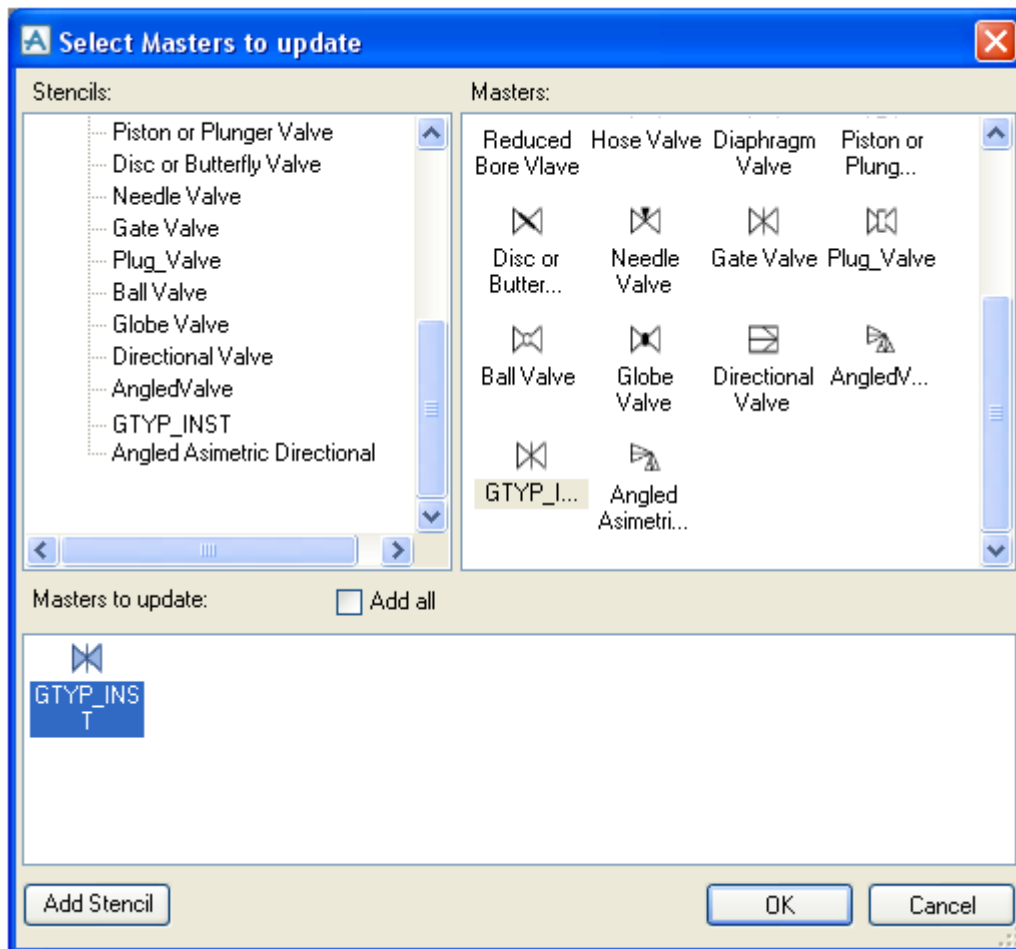 Select Masters to update
Stencils:
Piston or Plunger Valve
Disc or Butterfly Valve
Needle Valve
Gate Valve
Plug_Valve
Ball Valve
Globe Valve
Directional Valve
AngledValve
GTYP_INST
Angled Asimetric Directional
Masters:
Reduced Hose Valve Diaphragm Piston or
Bore Vlave Valve Plung...
Disc or Needle Gate Valve Plug_Valve
Butter... Valve
Ball Valve Globe Directional AngledV...
Valve Valve
GTYP_I... Angled
Asimetri...
Masters to update:
Add all
GTYP_INS
T
Add Stencil
OK
Cancel